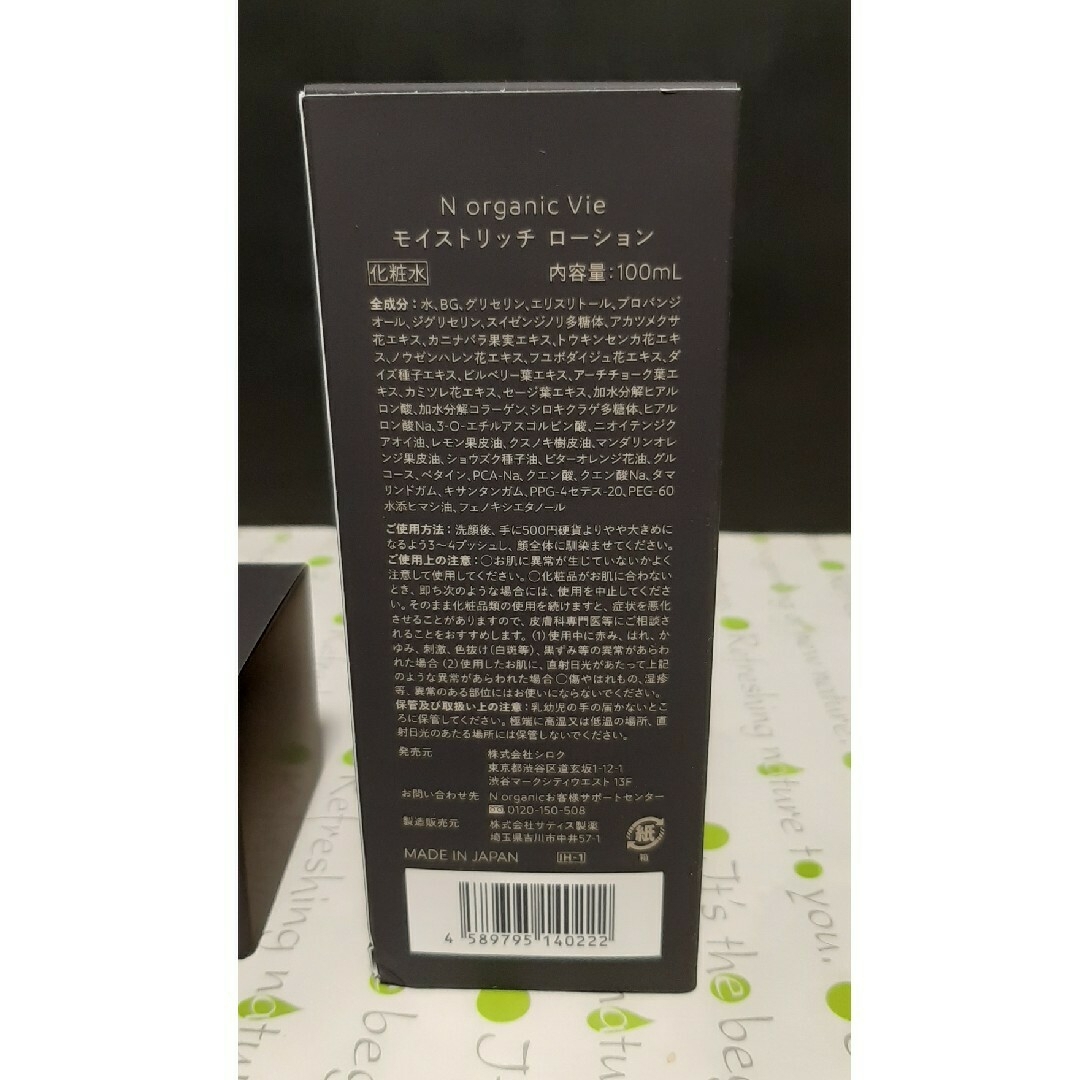 N organic Vie
モイストリッチ ローション
化粧水 内容量:100mL
全成分:水、BG、グリセリン、エリスリトール、プロパンジ
オール、ジグリセリン、スイゼンジノリ多糖体、アカツメクサ
花エキス、カニナバラ果実エキス、トウキンセンカ花エキ
ス、ノウゼンハレン花エキス、フユボダイジュ花エキス、ダ
イズ種子エキス、ビルベリー葉エキス、アーチチョーク葉エ
キス、カミツレ花エキス、セージ葉エキス、加水分解ヒアル
ロン酸、加水分解コラーゲン、シロキクラゲ多糖体、ヒアル
ロン酸Na、3-O-エチルアスコルビン酸、ニオイテンジク
アオイ油、レモン果皮油、クスノキ樹皮油、マンダリンオレ
ンジ果皮油、ショウズク種子油、ビターオレンジ花油、グル
コース、ベタイン、PCA-Na、クエン酸、クエン酸Na、タマ
リンドガム、キサンタンガム、PPG-4セテス-20、PEG-60
水添ヒマシ油、フェノキシエタノール
ご使用方法:洗顔後、手に500円硬貨よりやや大きめに
なるよう3〜4プッシュし、顔全体に馴染ませてください。
ご使用上の注意:○お肌に異常が生じていないかよく
注意して使用してください。○化粧品がお肌に合わない
とき、即ち次のような場合には、使用を中止してくださ
い。そのまま化粧品類の使用を続けますと、症状を悪化
させることがありますので、皮膚科専門医等にご相談さ
れることをおすすめします。(1)使用中に赤み、はれ、か
ゆみ、刺激、色抜け(白斑等)、黒ずみ等の異常があらわ
れた場合 (2)使用したお肌に、直射日光があたって上記
のような異常があらわれた場合 ○傷やはれもの、湿疹
等、異常のある部位にはお使いにならないでください。
保管及び取扱い上の注意:乳幼児の手の届かないとこ
ろに保管してください。極端に高温又は低温の場所、直
射日光のあたる場所には保管しないでください。
発売元 株式会社シロク
東京都渋谷区道玄坂1-12-1
渋谷マークシティウエスト 13F
お問い合わせ先 N organicお客様サポートセンター
0120-150-508
製造販売元 株式会社サティス製薬
埼玉県吉川市中井57-1
紙
箱
MADE IN JAPAN IH-1
4 589795 140222
Refreshing nature to you.
Refreshing nature
It's the be